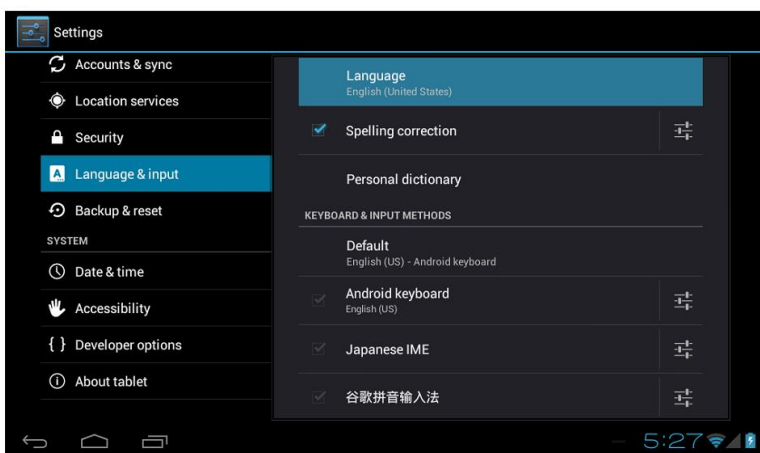 Settings
Accounts & sync
Location services
Security
Language & input
Backup & reset
SYSTEM
Date & time
Accessibility
{ } Developer options
About tablet
Language
English (United States)
Spelling correction
Personal dictionary
KEYBOARD & INPUT METHODS
Default
English (US) - Android keyboard
Android keyboard
English (US)
Japanese IME
谷歌拼音输入法
5:27